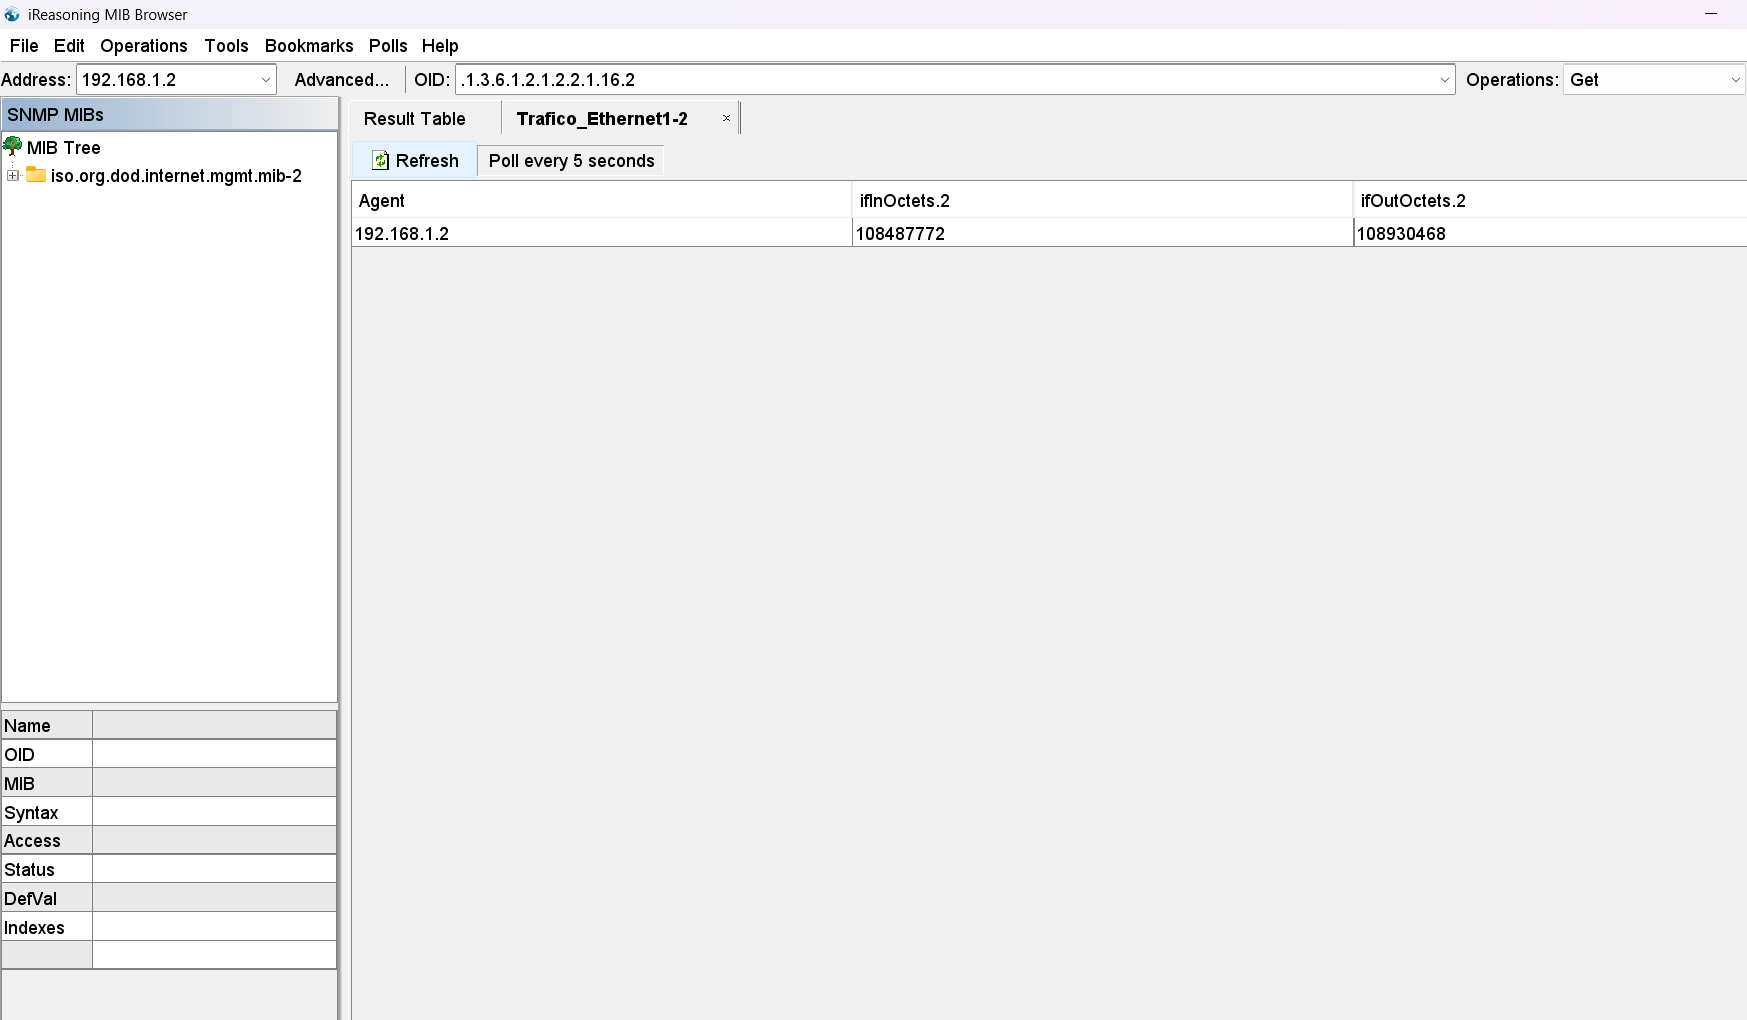 iReasoning MIB Browser
File Edit Operations Tools Bookmarks Polls Help
Address: 192.168.1.2 Advanced... OID: .1.3.6.1.2.1.2.2.1.16.2 Operations: Get
SNMP MIBs
MIB Tree
iso.org.dod.internet.mgmt.mib-2
Name
OID
MIB
Syntax
Access
Status
DefVal
Indexes
Result Table Trafico_Ethernet1-2
Refresh Poll every 5 seconds
Agent ifInOctets.2 ifOutOctets.2
192.168.1.2 108487772 108930468